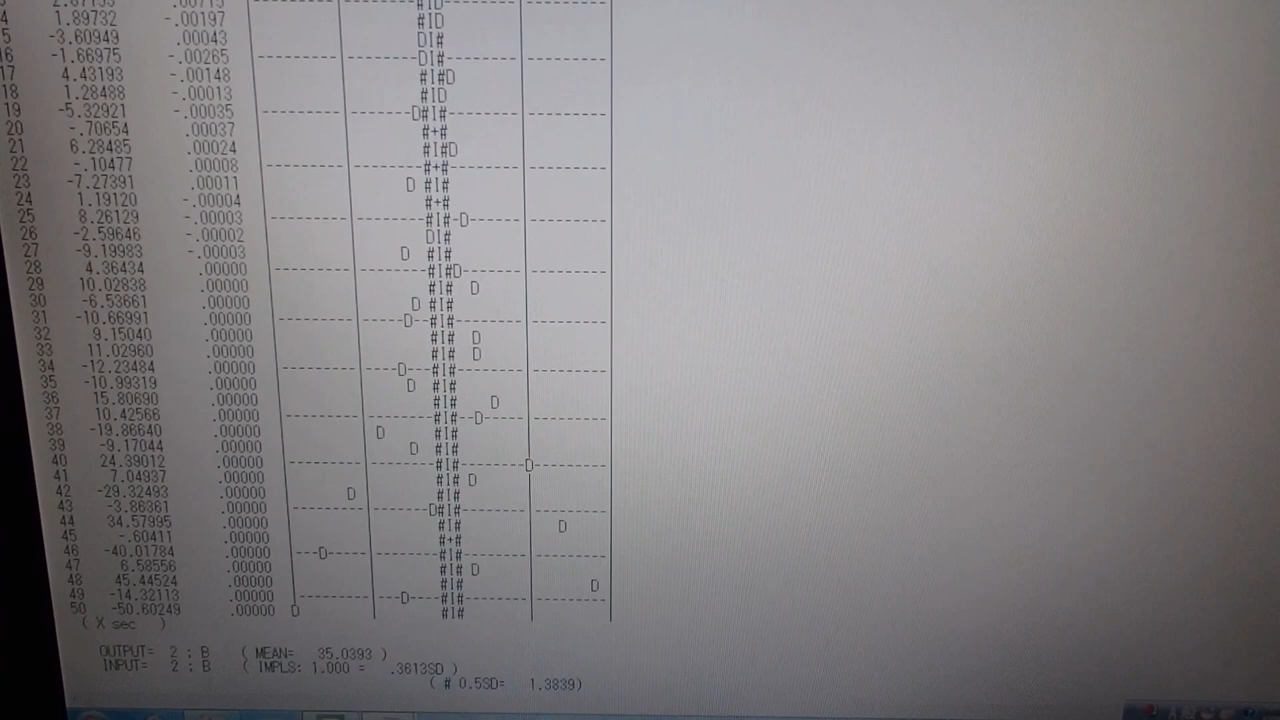 4 1.89732 -.00197 #ID
5 -3.60949 .00043 DI#
16 -1.66975 -.00265 DI#
17 4.43193 -.00148 #I#D
18 1.28488 -.00013 #ID
19 -5.32921 -.00035 D#I#
20 -.70654 .00037 #+#
21 6.28485 .00024 #I#D
22 -.10477 .00008 #+#
23 -7.27391 .00011 D #I#
24 1.19120 -.00004 #+#
25 8.26129 -.00003 #I#-D
26 -2.59646 -.00002 DI#
27 -9.19983 -.00003 D #I#
28 4.36434 .00000 #I#D
29 10.02838 .00000 #I# D
30 -6.53661 .00000 D #I#
31 -10.66991 .00000 D--#I#
32 9.15040 .00000 #I# D
33 11.02960 .00000 #I# D
34 -12.23484 .00000 D---#I#
35 -10.99319 .00000 D #I#
36 15.80690 .00000 #I# D
37 10.42566 .00000 #I#--D
38 -19.86640 .00000 D #I#
39 -9.17044 .00000 D #I#
40 24.39012 .00000 #I# D
41 7.04937 .00000 #I# D
42 -29.32493 .00000 D #I#
43 -3.86361 .00000 D#I#
44 34.57995 .00000 #I# D
45 -.60411 .00000 #+#
46 -40.01784 .00000 ---D- #I#
47 6.58556 .00000 #I# D
48 45.44524 .00000 #I# D
49 -14.32113 .00000 D---#I#
50 -50.60249 .00000 D #I#
( X sec )
OUTPUT= 2 : B ( MEAN= 35.0393 )
INPUT= 2 : B ( IMPLS: 1.000 = .3613SD )
( # 0.5SD= 1.3839)